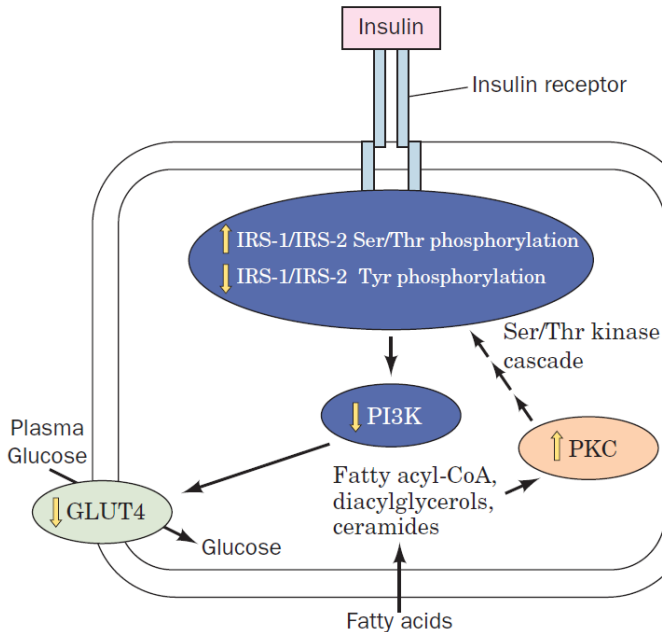 Insulin
Insulin receptor
IRS-1/IRS-2 Ser/Thr phosphorylation
IRS-1/IRS-2 Tyr phosphorylation
Ser/Thr kinase
cascade
PI3K
PKC
Plasma
Glucose
Fatty acyl-CoA,
diacylglycerols,
ceramides
GLUT4
Glucose
Fatty acids